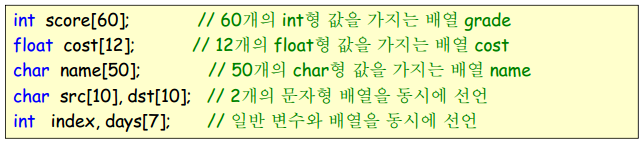 int score[60]; // 60개의 int형 값을 가지는 배열 grade
float cost[12]; // 12개의 float형 값을 가지는 배열 cost
char name[50]; // 50개의 char형 값을 가지는 배열 name
char src[10], dst[10]; // 2개의 문자형 배열을 동시에 선언
int index, days[7]; // 일반 변수와 배열을 동시에 선언